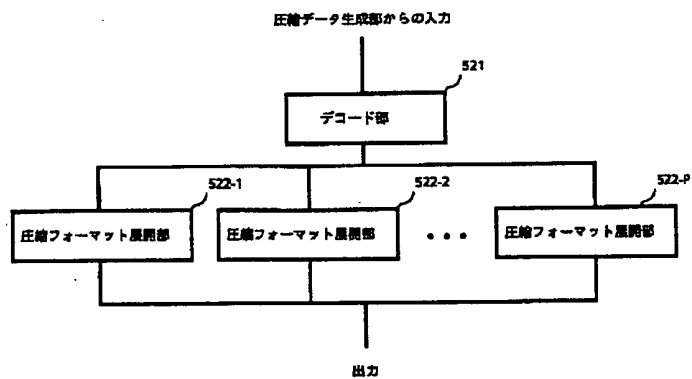 圧縮データ生成部からの入力
521
デコード部
522-1
522-2
522-P
圧縮フォーマット展開部
圧縮フォーマット展開部
・・・
圧縮フォーマット展開部
出力